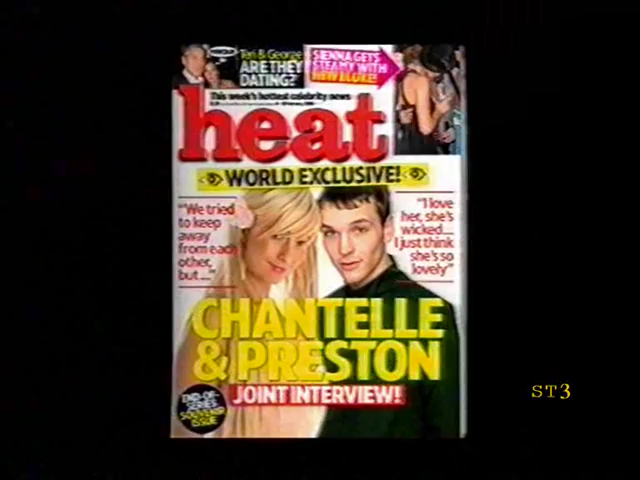 Teri & George
ARE THEY
DATING?
SIENNA GETS
STEAMY WITH
NEW BLOKE!
This week's hottest celebrity news
heat
WORLD EXCLUSIVE!
"We tried
to keep
away
from each
other,
but ..."
"I love
her, she's
wicked...
I just think
she's so
lovely"
CHANTELLE
& PRESTON
JOINT INTERVIEW!
END-OF-
SERIES
SOUVENIR
ISSUE
ST3